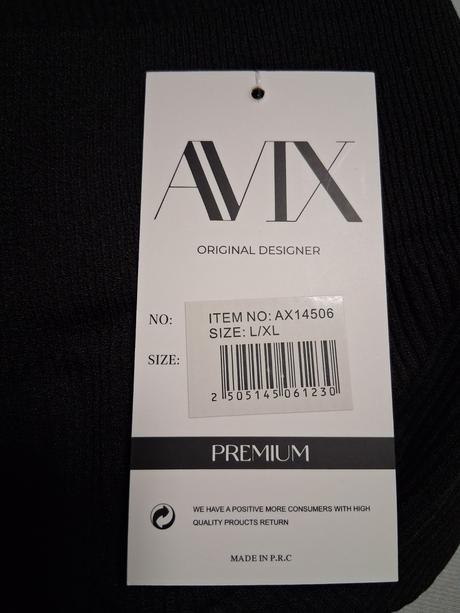 AVIX
ORIGINAL DESIGNER
NO:
ITEM NO: AX14506
SIZE: L/XL
SIZE:
2 505145 061230
PREMIUM
WE HAVE A POSITIVE MORE CONSUMERS WITH HIGH
QUALITY PROUCTS RETURN
MADE IN P.R.C